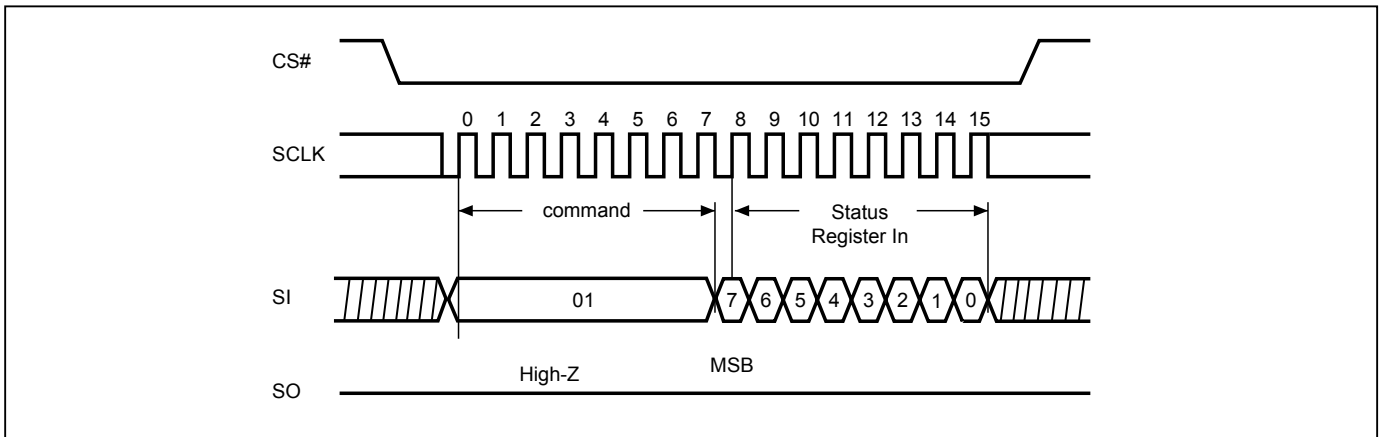 CS#
0 1 2 3 4 5 6 7 8 9 10 11 12 13 14 15
SCLK
command
Status
Register In
SI
01
7 6 5 4 3 2 1 0
High-Z
MSB
SO